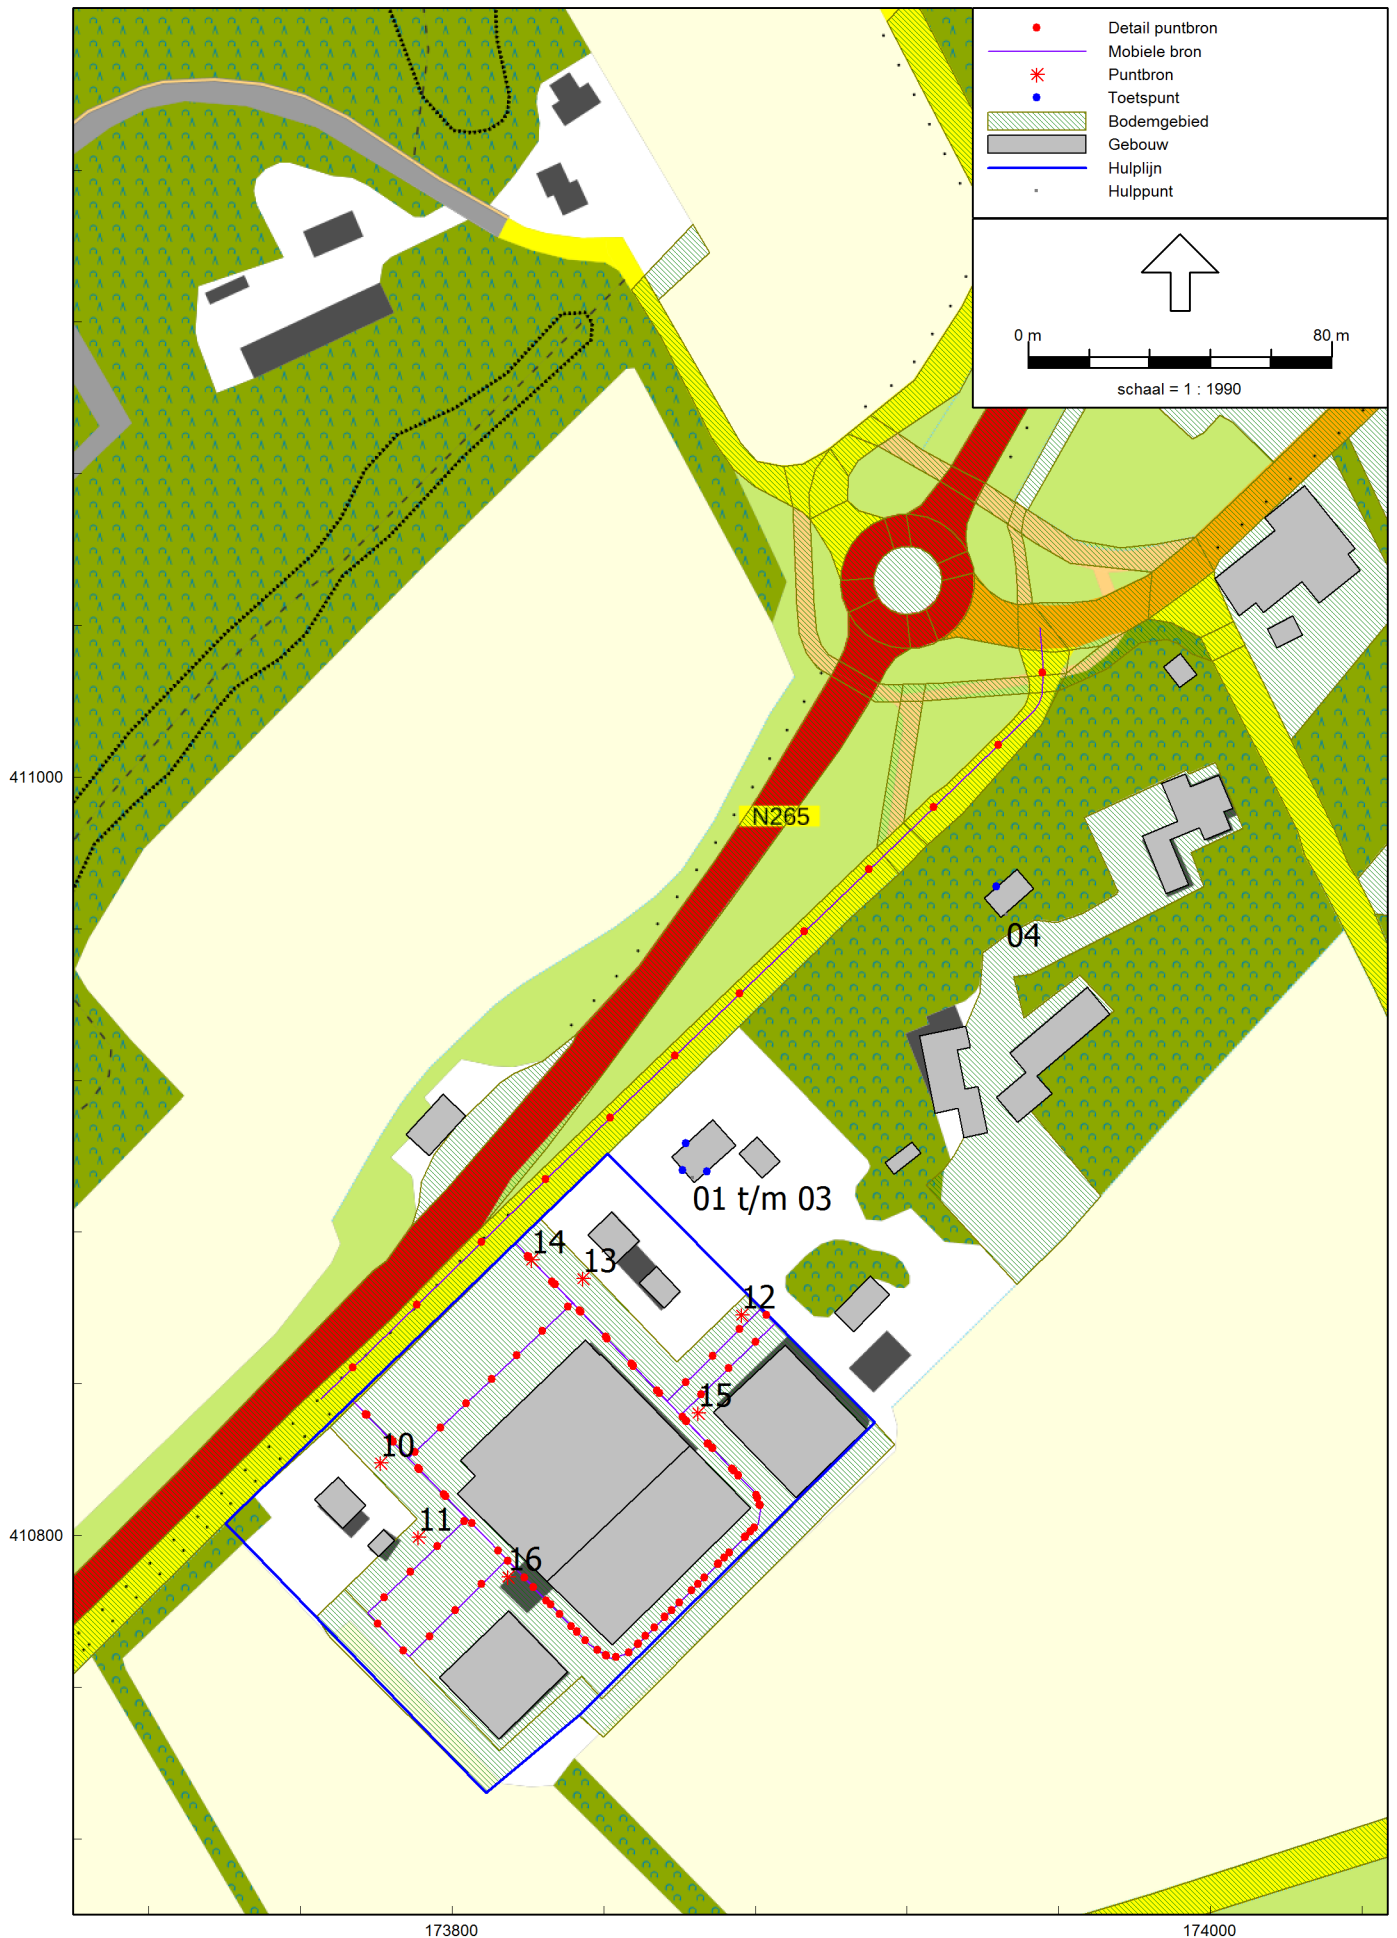 Detail puntbron
Mobiele bron
Puntbron
Toetspunt
Bodemgebied
Gebouw
Hulplijn
Hulppunt
0 m 80 m
schaal = 1 : 1990
411000
N265
04
01 t/m 03
14
13
12
15
10
11
410800
16
173800 174000